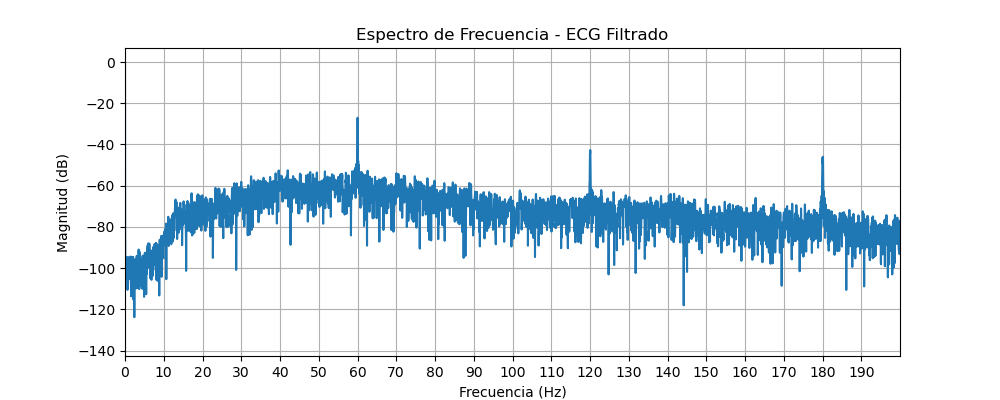 Espectro de Frecuencia - ECG Filtrado
Magnitud (dB)
0
−20
−40
−60
−80
−100
−120
−140
0 10 20 30 40 50 60 70 80 90 100 110 120 130 140 150 160 170 180 190
Frecuencia (Hz)